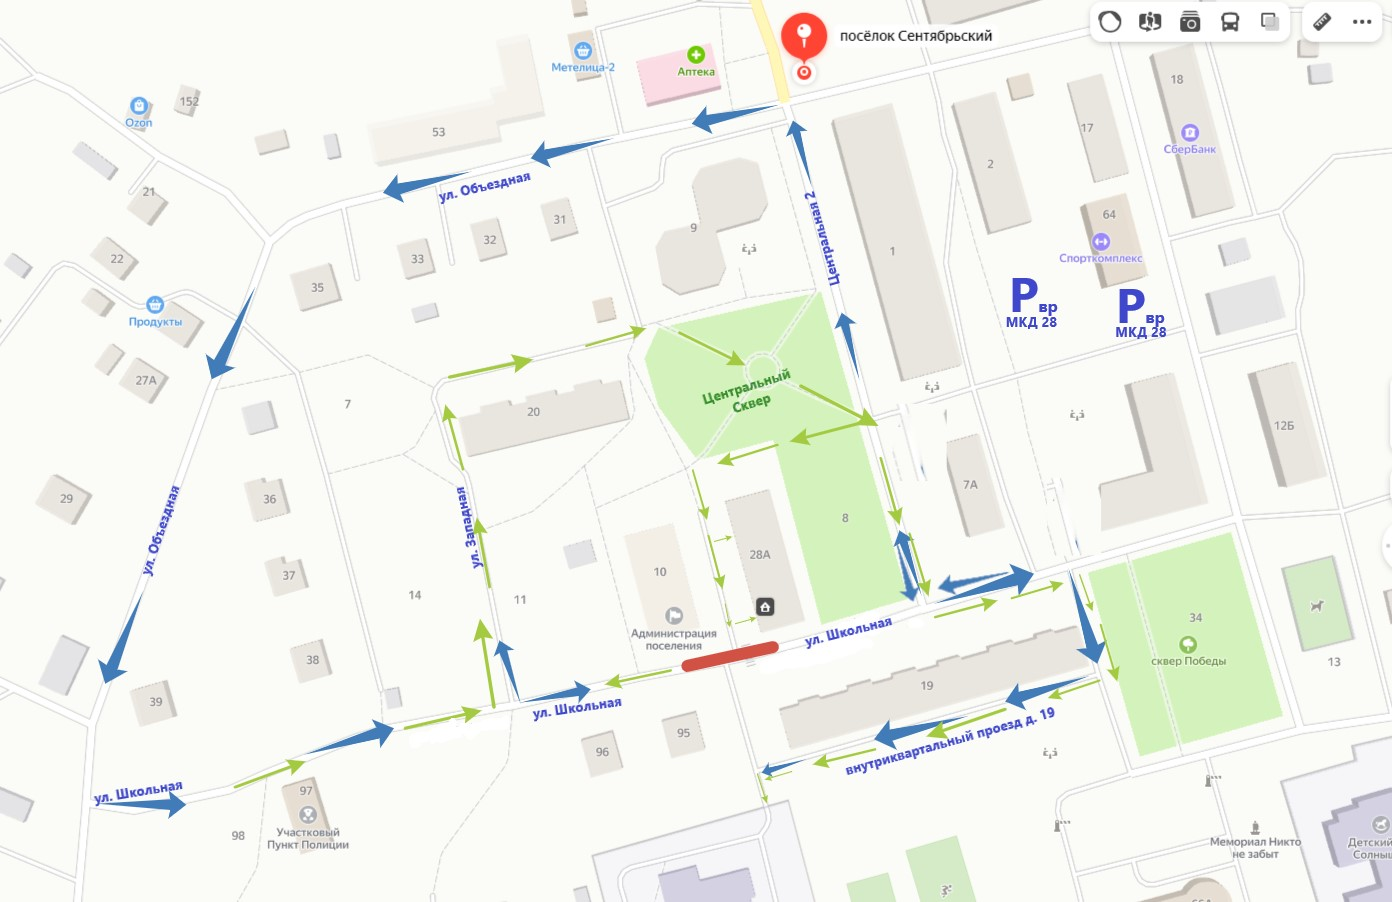 посёлок Сентябрьский
Метелица-2
Аптека
Ozon
152
53
18
17
СберБанк
2
21
ул. Объездная
31
32
33
9
Центральная 2
1
64
Спорткомплекс
22
35
Продукты
Р вр
МКД 28
Р вр
МКД 28
27А
7
20
Центральный
Сквер
12Б
29
36
ул. Объездная
ул. Западная
8
7А
28А
37
14
11
10
Администрация
поселения
ул. Школьная
34
сквер Победы
13
38
39
19
ул. Школьная
95
96
внутриквартальный проезд д. 19
ул. Школьная
97
98
Участковый
Пункт Полиции
Мемориал Никто
не забыт
Детский
Солны